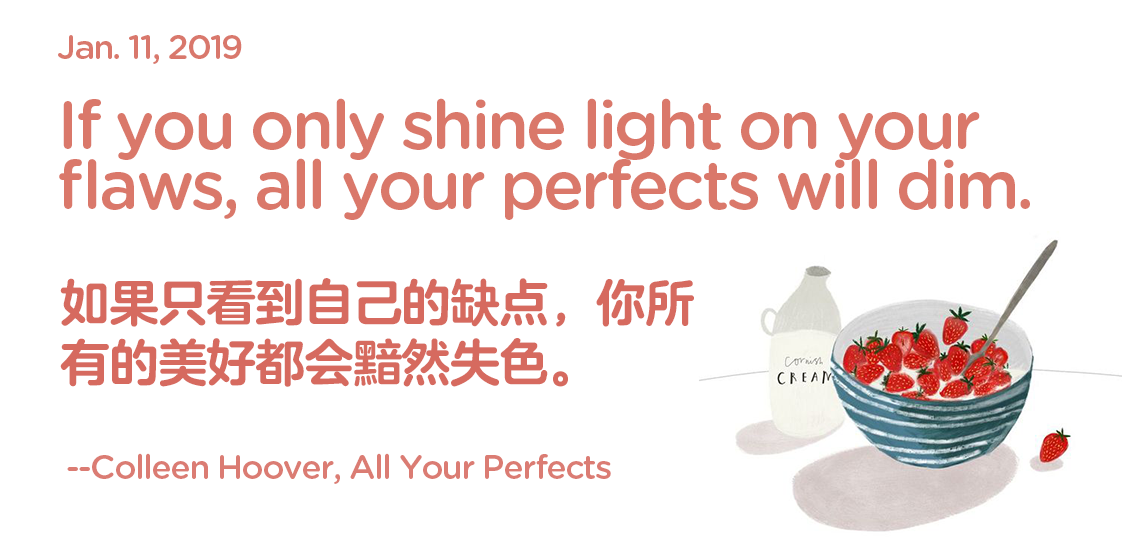 Jan. 11, 2019
If you only shine light on your
flaws, all your perfects will dim.
如果只看到自己的缺点，你所
有的美好都会黯然失色。
--Colleen Hoover, All Your Perfects
Cornish
CREAM